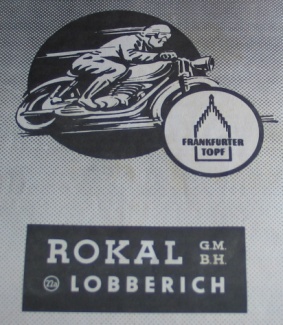 FRANKFURTER
TOPF
ROKAL G.M.
B.H.
22a LOBBERICH